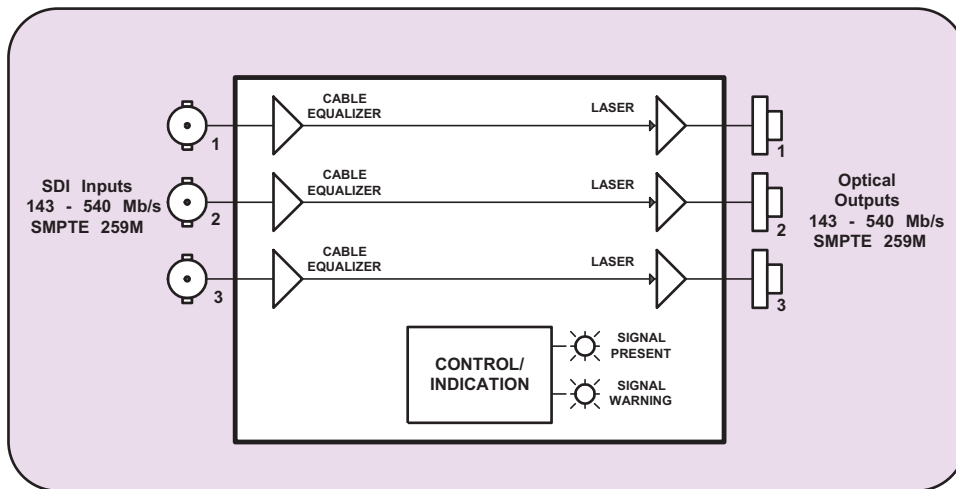 CABLE
EQUALIZER
LASER
1
1
CABLE
EQUALIZER
LASER
SDI Inputs
143 - 540 Mb/s
SMPTE 259M
2
2
Optical
Outputs
143 - 540 Mb/s
SMPTE 259M
CABLE
EQUALIZER
LASER
3
3
CONTROL/
INDICATION
SIGNAL
PRESENT
SIGNAL
WARNING